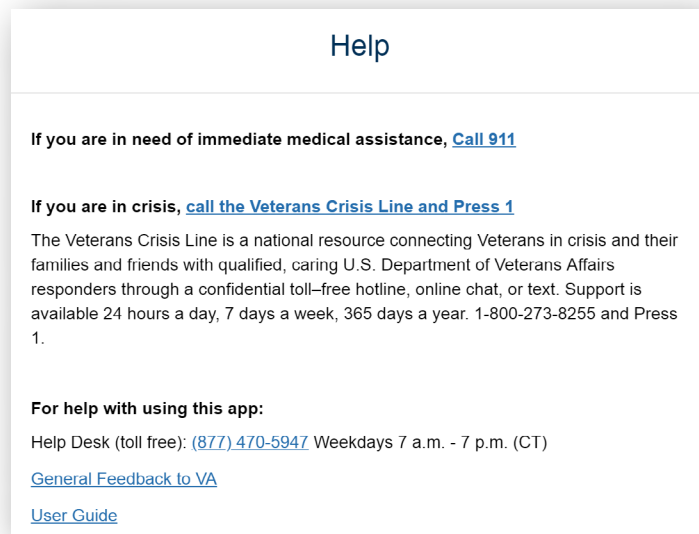 Help
If you are in need of immediate medical assistance, Call 911
If you are in crisis, call the Veterans Crisis Line and Press 1
The Veterans Crisis Line is a national resource connecting Veterans in crisis and their
families and friends with qualified, caring U.S. Department of Veterans Affairs
responders through a confidential toll–free hotline, online chat, or text. Support is
available 24 hours a day, 7 days a week, 365 days a year. 1-800-273-8255 and Press
1.
For help with using this app:
Help Desk (toll free): (877) 470-5947 Weekdays 7 a.m. - 7 p.m. (CT)
General Feedback to VA
User Guide